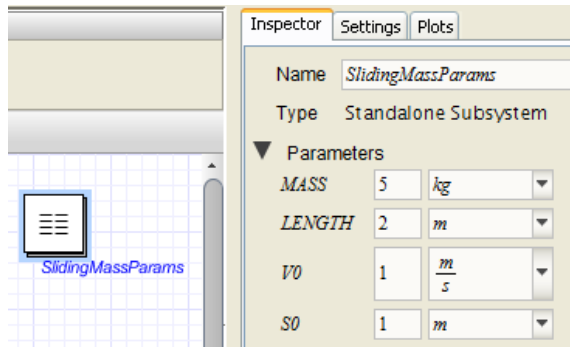 Inspector Settings Plots
Name SlidingMassParams
Type Standalone Subsystem
Parameters
MASS 5 kg
LENGTH 2 m
SlidingMassParams
V0 1 m/s
S0 1 m